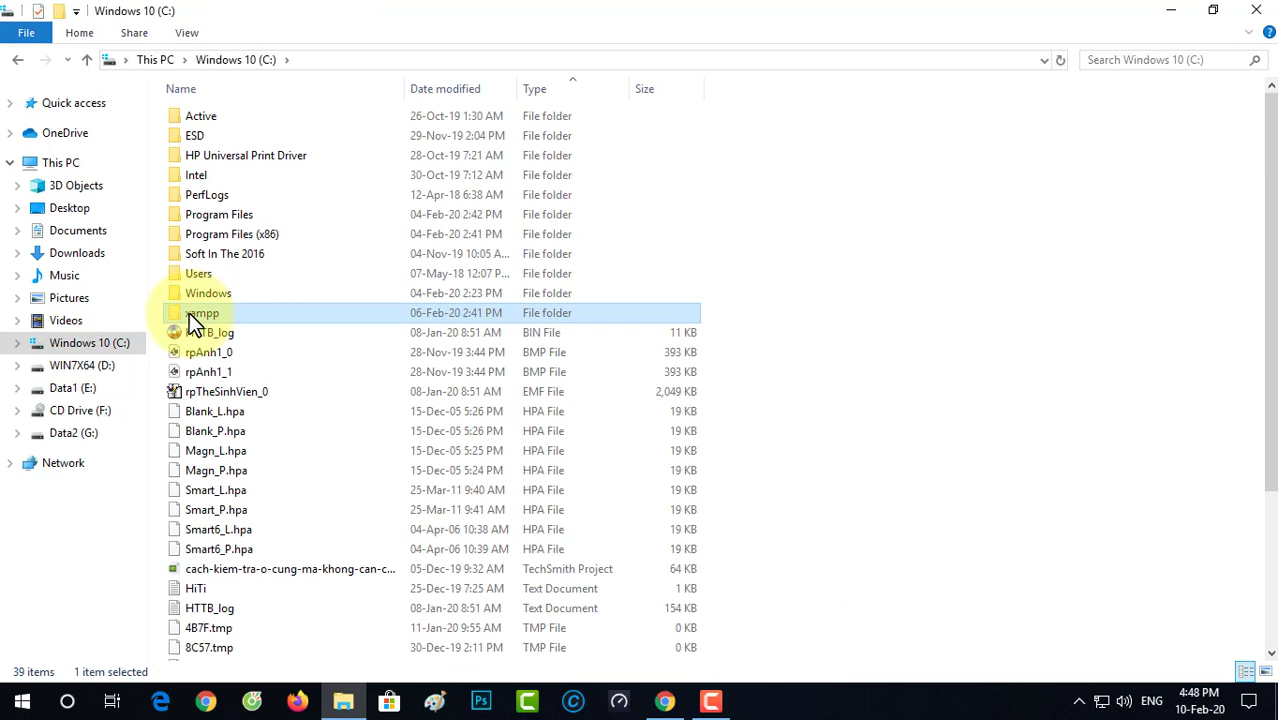 Windows 10 (C:)
File Home Share View
This PC Windows 10 (C:) Search Windows 10 (C:)
Name Date modified Type Size
Quick access
OneDrive
This PC
3D Objects
Desktop
Documents
Downloads
Music
Pictures
Videos
Windows 10 (C:)
WIN7X64 (D:)
Data1 (E:)
CD Drive (F:)
Data2 (G:)
Network
Active 26-Oct-19 1:30 AM File folder
ESD 29-Nov-19 2:04 PM File folder
HP Universal Print Driver 28-Oct-19 7:21 AM File folder
Intel 30-Oct-19 7:12 AM File folder
PerfLogs 12-Apr-18 6:38 AM File folder
Program Files 04-Feb-20 2:42 PM File folder
Program Files (x86) 04-Feb-20 2:41 PM File folder
Soft In The 2016 04-Nov-19 10:05 A... File folder
Users 07-May-18 12:07 P... File folder
Windows 04-Feb-20 2:23 PM File folder
xampp 06-Feb-20 2:41 PM File folder
HTTB_log 08-Jan-20 8:51 AM BIN File 11 KB
rpAnh1_0 28-Nov-19 3:44 PM BMP File 393 KB
rpAnh1_1 28-Nov-19 3:44 PM BMP File 393 KB
rpTheSinhVien_0 08-Jan-20 8:51 AM EMF File 2,049 KB
Blank_L.hpa 15-Dec-05 5:26 PM HPA File 19 KB
Blank_P.hpa 15-Dec-05 5:26 PM HPA File 19 KB
Magn_L.hpa 15-Dec-05 5:25 PM HPA File 19 KB
Magn_P.hpa 15-Dec-05 5:24 PM HPA File 19 KB
Smart_L.hpa 25-Mar-11 9:40 AM HPA File 19 KB
Smart_P.hpa 25-Mar-11 9:40 AM HPA File 19 KB
Smart6_L.hpa 04-Apr-06 10:38 AM HPA File 19 KB
Smart6_P.hpa 04-Apr-06 10:39 AM HPA File 19 KB
cach-kiem-tra-o-cung-ma-khong-can-c... 05-Dec-19 9:32 AM TechSmith Project 64 KB
HiTi 25-Dec-19 7:25 AM Text Document 1 KB
HTTB_log 08-Jan-20 8:51 AM Text Document 154 KB
4B7F.tmp 11-Jan-20 9:55 AM TMP File 0 KB
8C57.tmp 30-Dec-19 2:11 PM TMP File 0 KB
39 items 1 item selected
ENG 4:48 PM
10-Feb-20